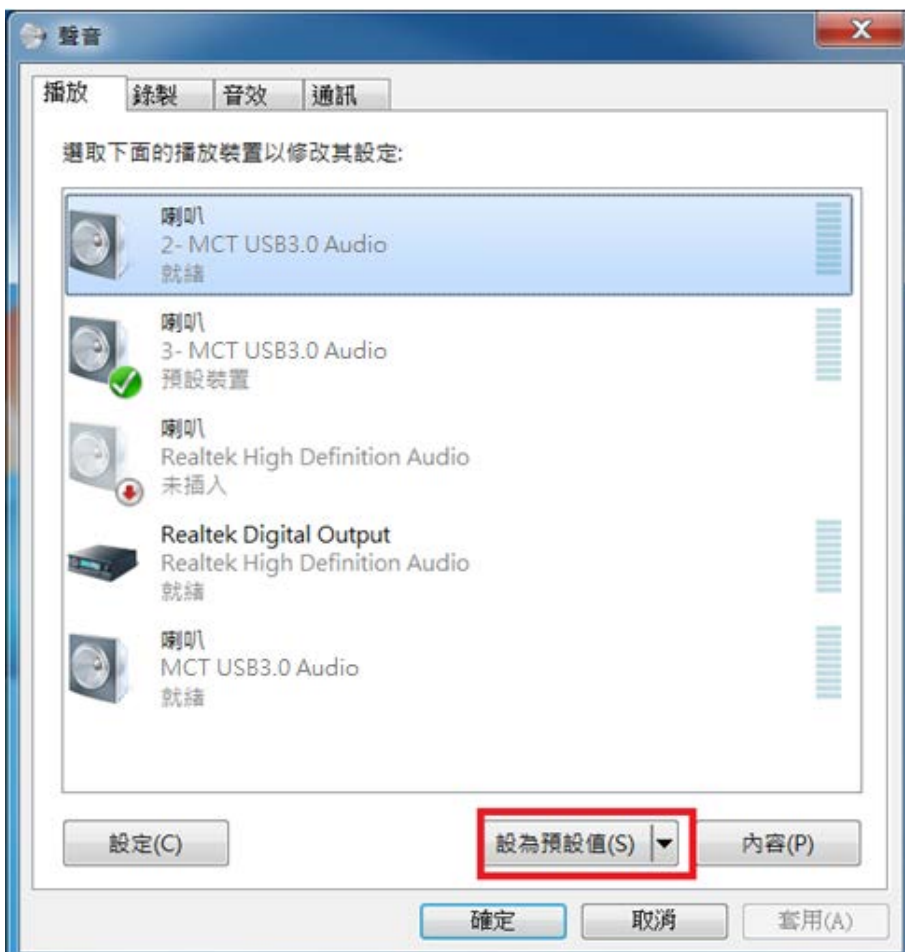 聲音
播放 錄製 音效 通訊
選取下面的播放裝置以修改其設定:
喇叭
2- MCT USB3.0 Audio
就緒
喇叭
3- MCT USB3.0 Audio
預設裝置
喇叭
Realtek High Definition Audio
未插入
Realtek Digital Output
Realtek High Definition Audio
就緒
喇叭
MCT USB3.0 Audio
就緒
設定(C) 設為預設值(S) 內容(P)
確定 取消 套用(A)